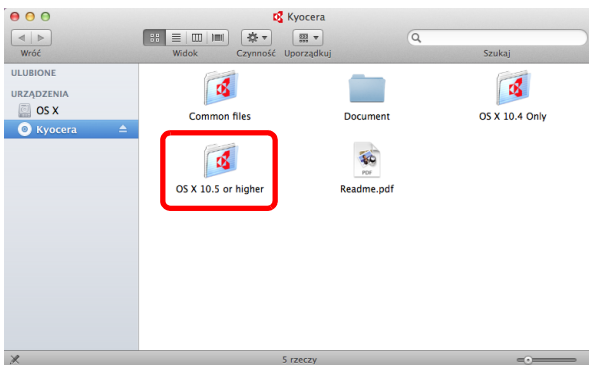 Kyocera
Wróć
Widok
Czynność
Uporządkuj
Szukaj
ULUBIONE
URZĄDZENIA
OS X
Kyocera
Common files
Document
OS X 10.4 Only
OS X 10.5 or higher
PDF
Readme.pdf
5 rzeczy